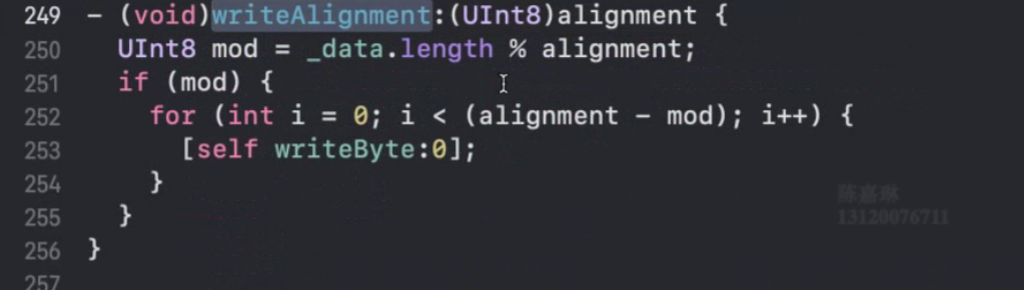 249 - (void)writeAlignment:(UInt8)alignment {
250 UInt8 mod = _data.length % alignment;
251 if (mod) {
252 for (int i = 0; i < (alignment - mod); i++) {
253 [self writeByte:0];
254 }
255 }
256 }
257
陈嘉琳
13120076711